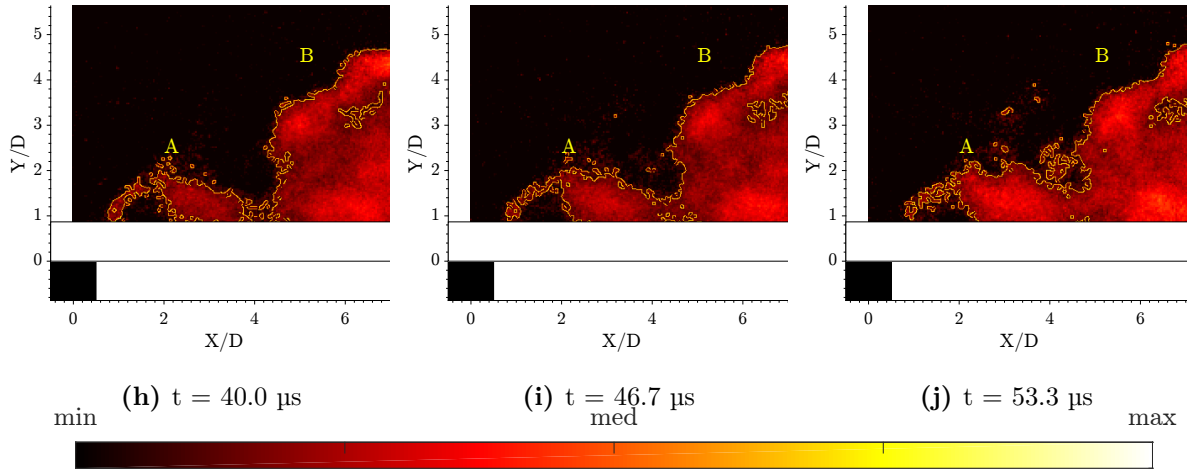 5
4
3
2
1
0
Y/D
A
B
0 2 4 6
X/D
5
4
3
2
1
0
Y/D
A
B
0 2 4 6
X/D
5
4
3
2
1
0
Y/D
A
B
0 2 4 6
X/D
(h) t = 40.0 µs
(i) t = 46.7 µs
(j) t = 53.3 µs
min med max